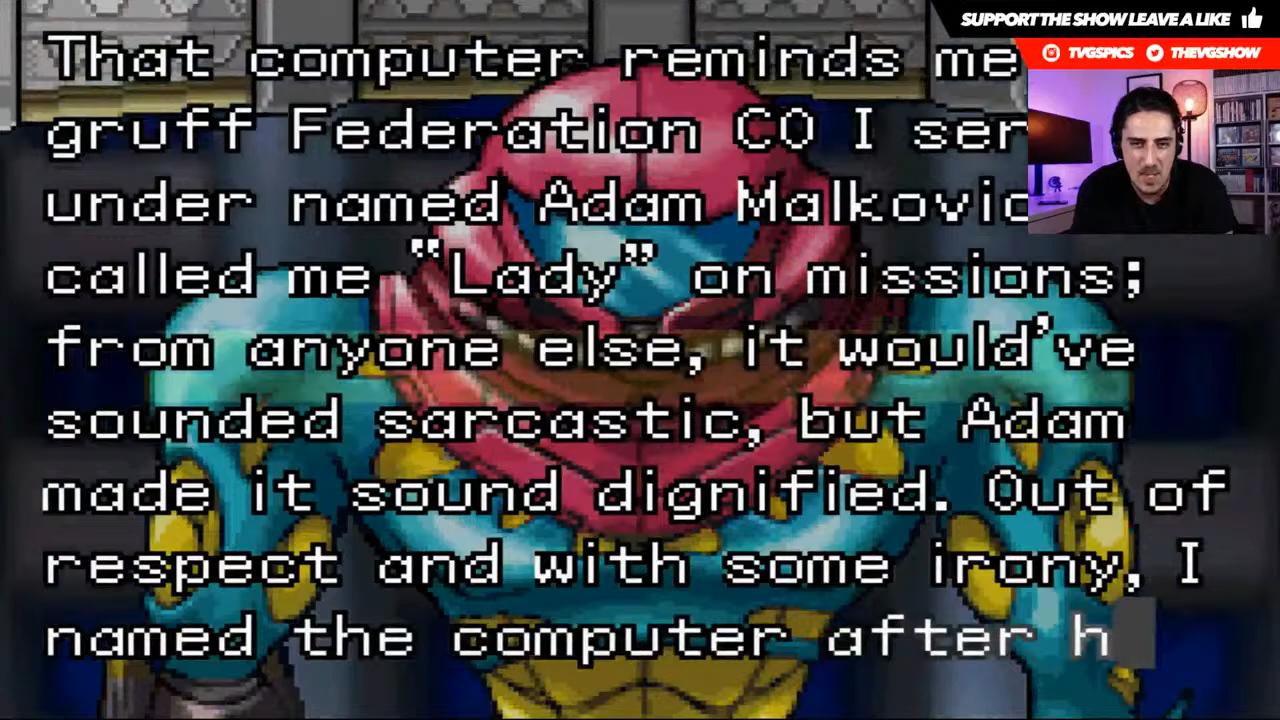 SUPPORT THE SHOW LEAVE A LIKE
TVGSPICS THEVGSHOW
That computer reminds me
gruff Federation CO I ser
under named Adam Malkovic
called me "Lady" on missions;
from anyone else, it would've
sounded sarcastic, but Adam
made it sound dignified. Out of
respect and with some irony, I
named the computer after h